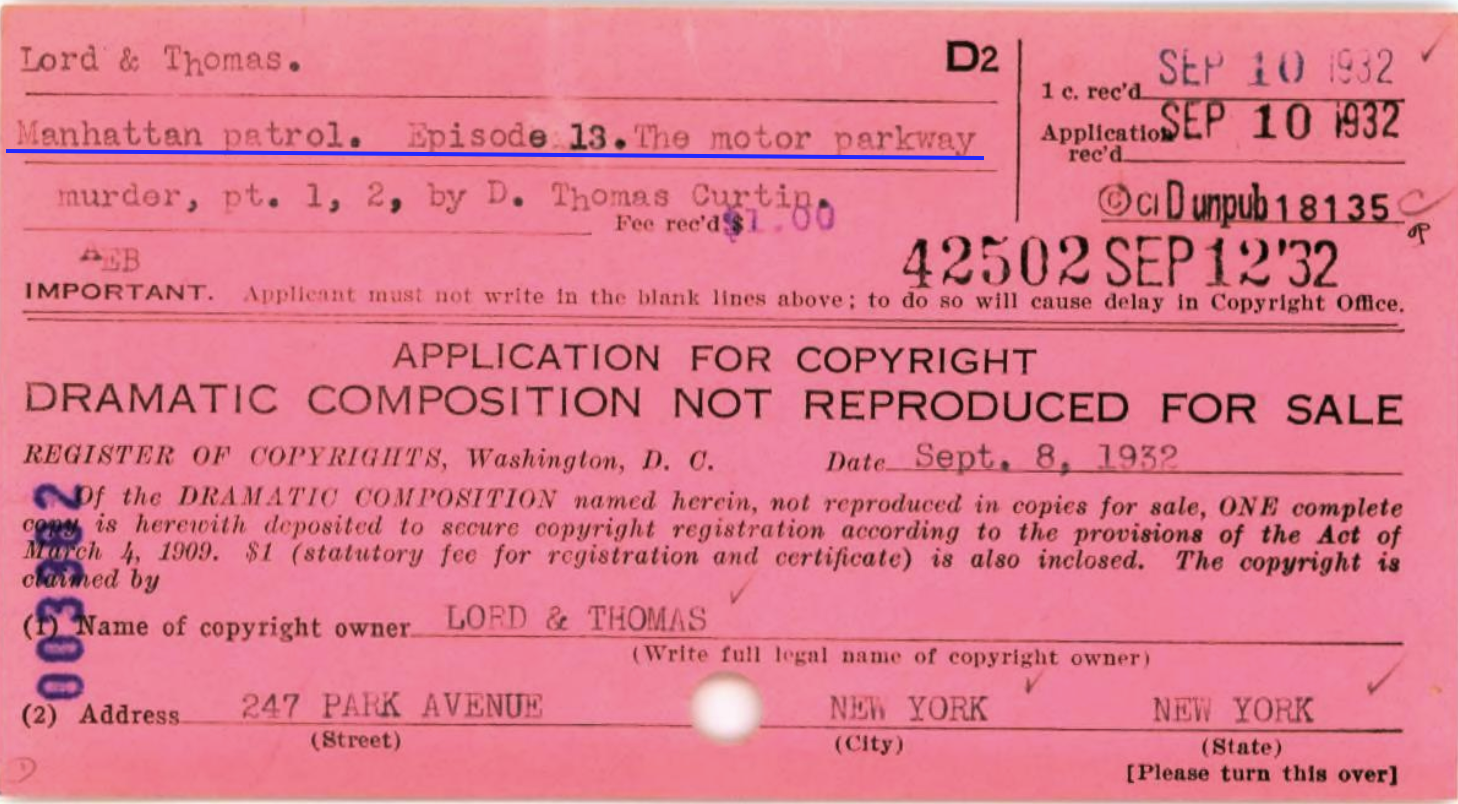 Lord & Thomas.
D2
1 c. rec'd SEP 10 1932
Manhattan patrol. Episode 13. The motor parkway
Application rec'd SEP 10 1932
murder, pt. 1, 2, by D. Thomas Curtin.
Fee rec'd $1.00
© Cl D unpub 18135
AEB
42502 SEP 12 '32
IMPORTANT. Applicant must not write in the blank lines above; to do so will cause delay in Copyright Office.
APPLICATION FOR COPYRIGHT
DRAMATIC COMPOSITION NOT REPRODUCED FOR SALE
REGISTER OF COPYRIGHTS, Washington, D. C.
Date Sept. 8, 1932
Of the DRAMATIC COMPOSITION named herein, not reproduced in copies for sale, ONE complete
copy is herewith deposited to secure copyright registration according to the provisions of the Act of
March 4, 1909. $1 (statutory fee for registration and certificate) is also inclosed. The copyright is
claimed by
(1) Name of copyright owner LORD & THOMAS
(Write full legal name of copyright owner)
(2) Address 247 PARK AVENUE NEW YORK NEW YORK
(Street) (City) (State)
[Please turn this over]